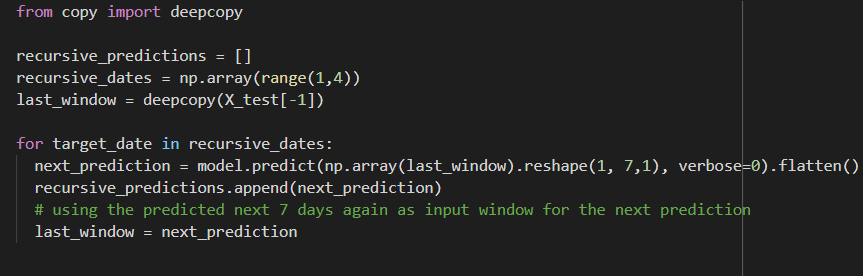 from copy import deepcopy
recursive_predictions = []
recursive_dates = np.array(range(1,4))
last_window = deepcopy(X_test[-1])
for target_date in recursive_dates:
next_prediction = model.predict(np.array(last_window).reshape(1, 7,1), verbose=0).flatten()
recursive_predictions.append(next_prediction)
# using the predicted next 7 days again as input window for the next prediction
last_window = next_prediction